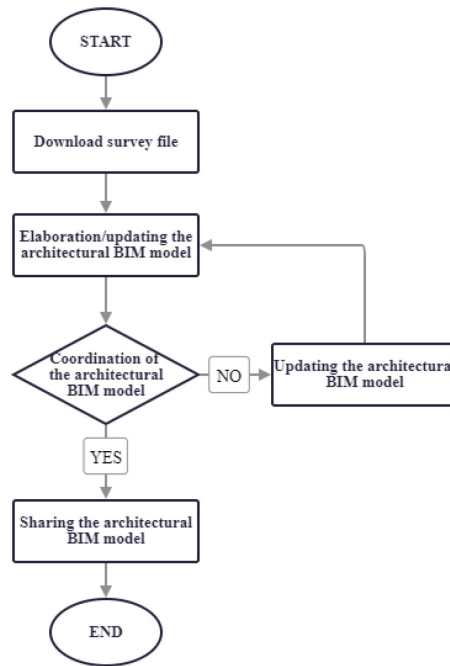 START
Download survey file
Elaboration/updating the
architectural BIM model
Coordination of
the architectural
BIM model
NO
Updating the architectural
BIM model
YES
Sharing the architectural
BIM model
END